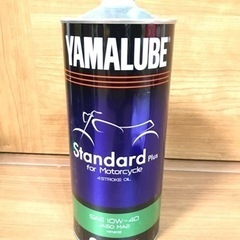 YAMALUBE
Standard Plus
for Motorcycle
4STROKE OIL
SAE 10W-40